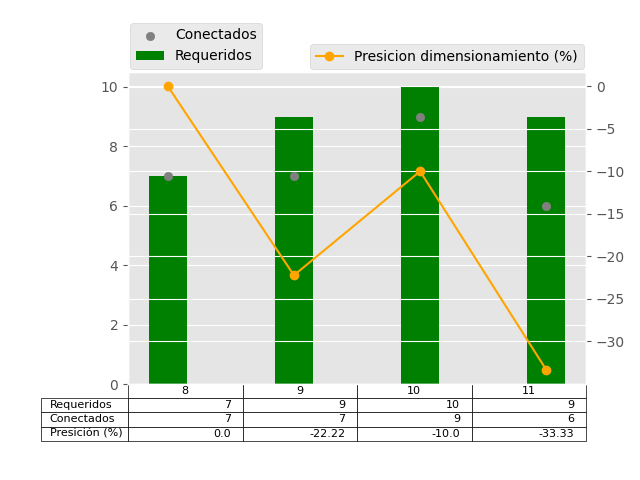 Conectados
Requeridos
Presicion dimensionamiento (%)
10
8
6
4
2
0
0
−5
−10
−15
−20
−25
−30
8 9 10 11
Requeridos 7 9 10 9
Conectados 7 7 9 6
Presición (%) 0.0 -22.22 -10.0 -33.33